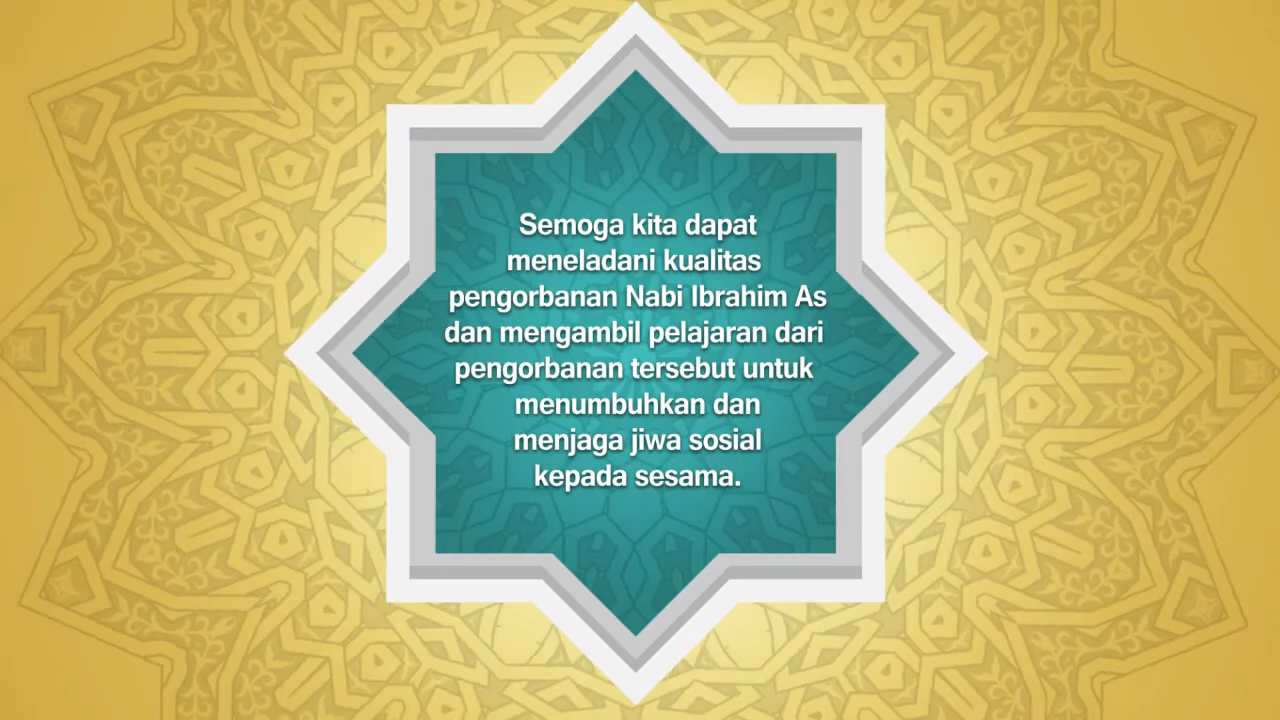 Semoga kita dapat
meneladani kualitas
pengorbanan Nabi Ibrahim As
dan mengambil pelajaran dari
pengorbanan tersebut untuk
menumbuhkan dan
menjaga jiwa sosial
kepada sesama.